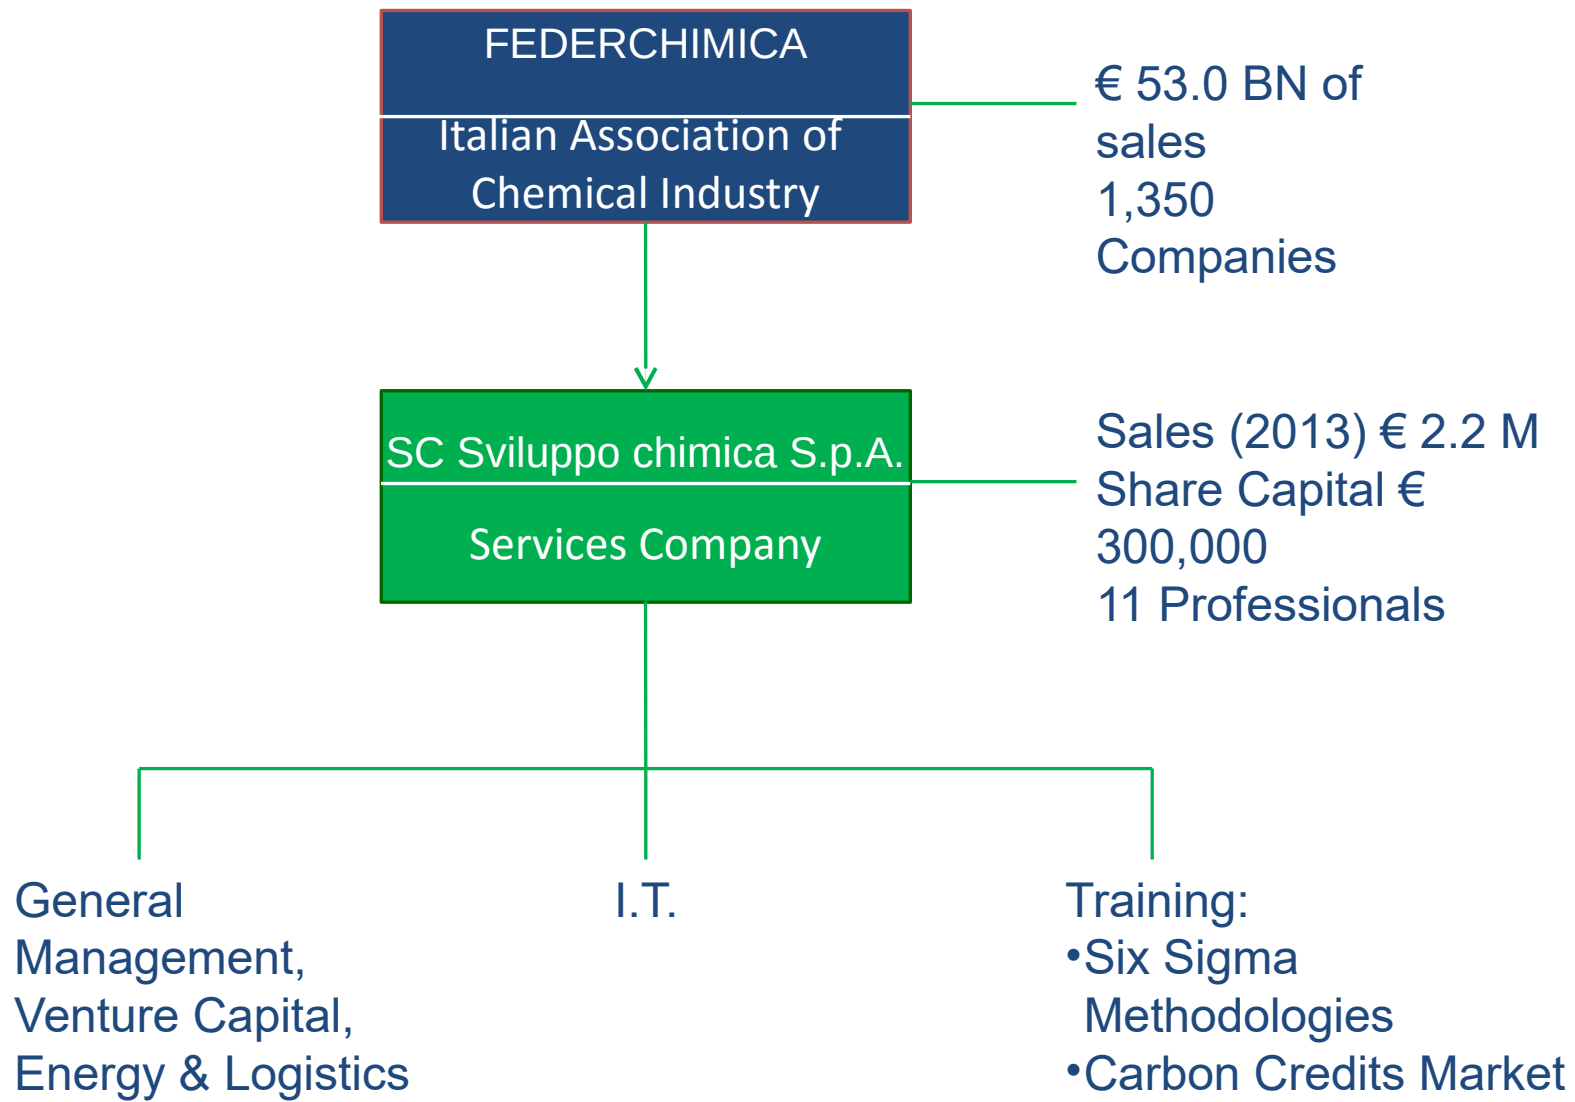 FEDERCHIMICA
Italian Association of
Chemical Industry
€ 53.0 BN of
sales
1,350
Companies
SC Sviluppo chimica S.p.A.
Services Company
Sales (2013) € 2.2 M
Share Capital €
300,000
11 Professionals
General
Management,
Venture Capital,
Energy & Logistics
I.T.
Training:
•Six Sigma
Methodologies
•Carbon Credits Market